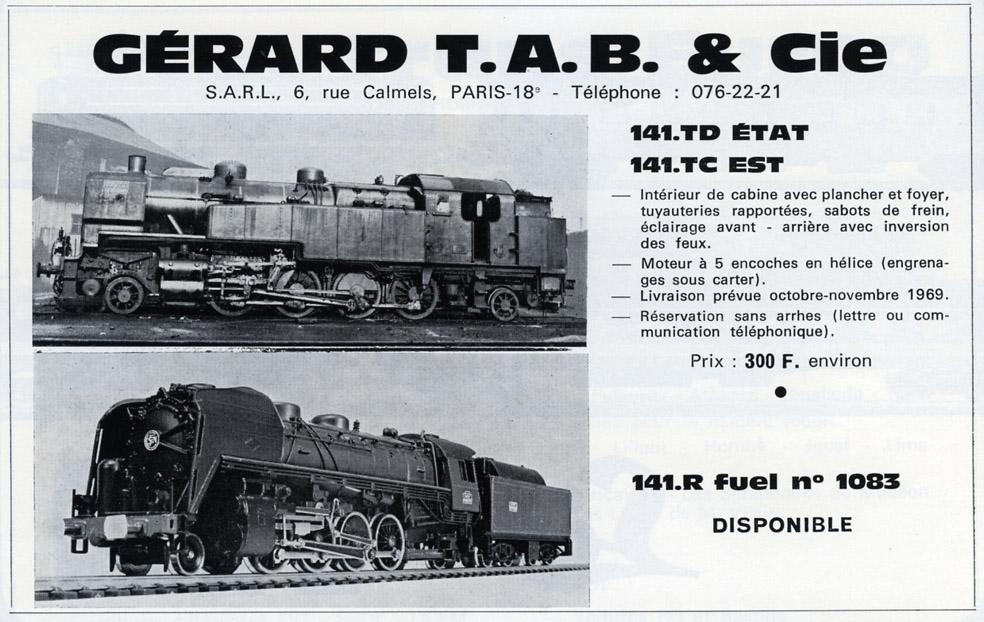 GÉRARD T.A.B. & Cie
S.A.R.L., 6, rue Calmels, PARIS-18e - Téléphone : 076-22-21
141.TD ÉTAT
141.TC EST
— Intérieur de cabine avec plancher et foyer,
tuyauteries rapportées, sabots de frein,
éclairage avant - arrière avec inversion
des feux.
— Moteur à 5 encoches en hélice (engrena-
ges sous carter).
— Livraison prévue octobre-novembre 1969.
— Réservation sans arrhes (lettre ou com-
munication téléphonique).
Prix : 300 F. environ
●
141.R fuel nº 1083
DISPONIBLE